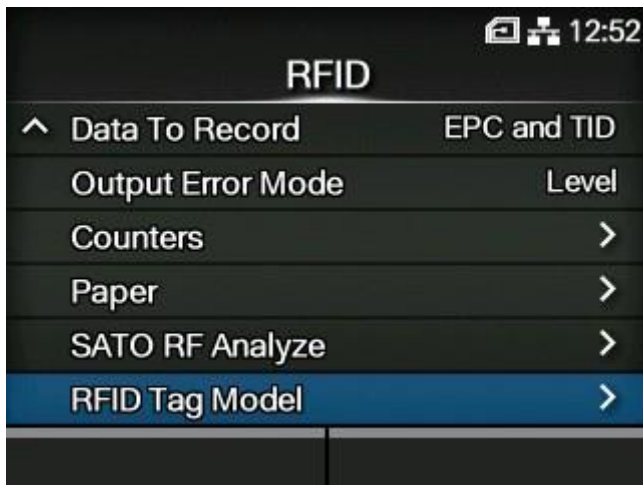 12:52
RFID
Data To Record EPC and TID
Output Error Mode Level
Counters
Paper
SATO RF Analyze
RFID Tag Model